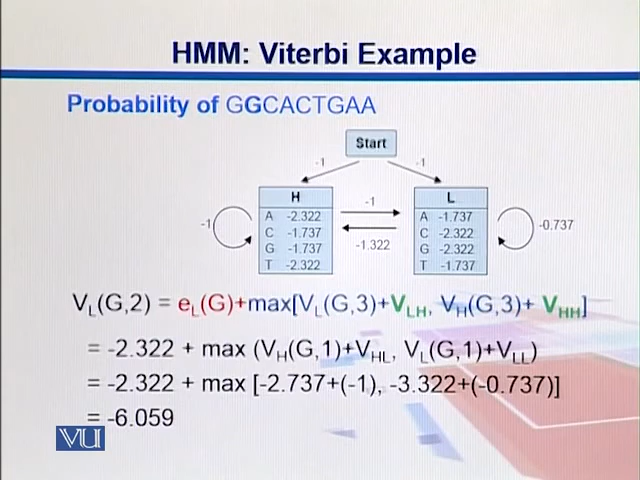 HMM: Viterbi Example
Probability of GGCACTGAA
Start
-1 -1
H L
-1
A -2.322 A -1.737
C -1.737 C -2.322
G -1.737 G -2.322
T -2.322 T -1.737
-1 -1.322 -0.737
V_L(G,2) = e_L(G)+max[V_L(G,3)+V_LH, V_H(G,3)+ V_HH]
= -2.322 + max (V_H(G,1)+V_HL, V_L(G,1)+V_LL)
= -2.322 + max [-2.737+(-1), -3.322+(-0.737)]
= -6.059
VU